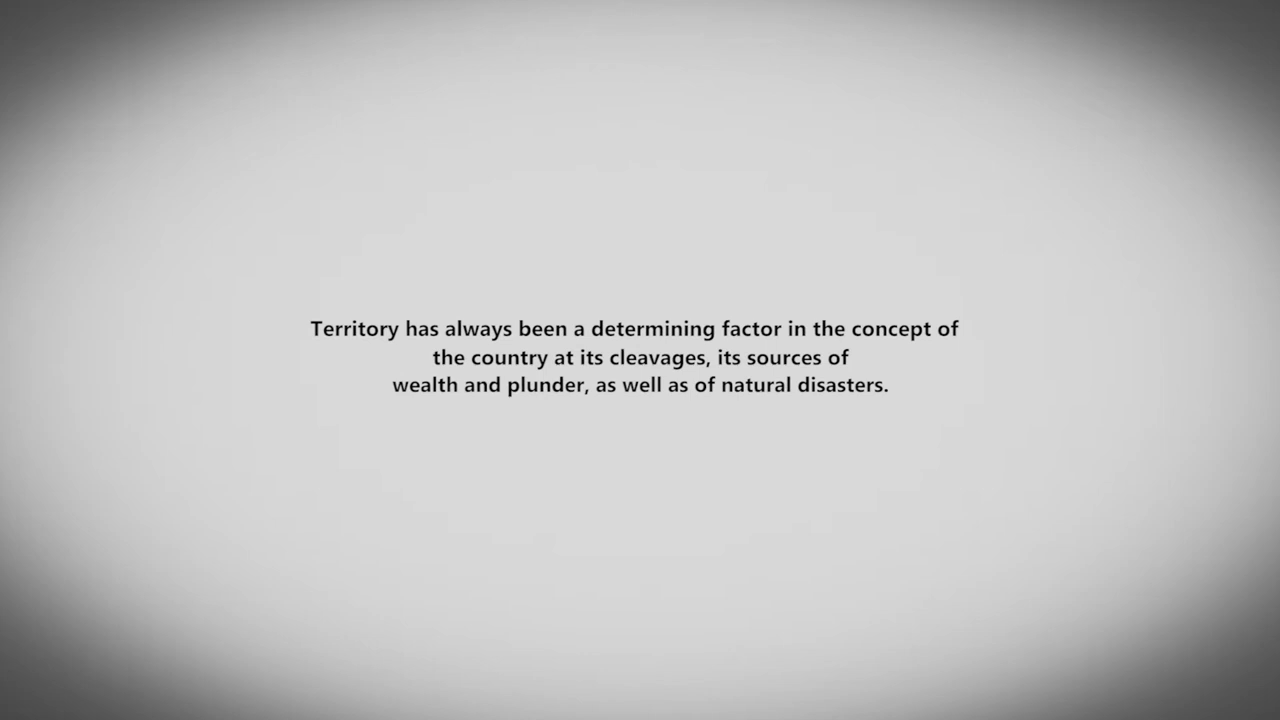 Territory has always been a determining factor in the concept of
the country at its cleavages, its sources of
wealth and plunder, as well as of natural disasters.